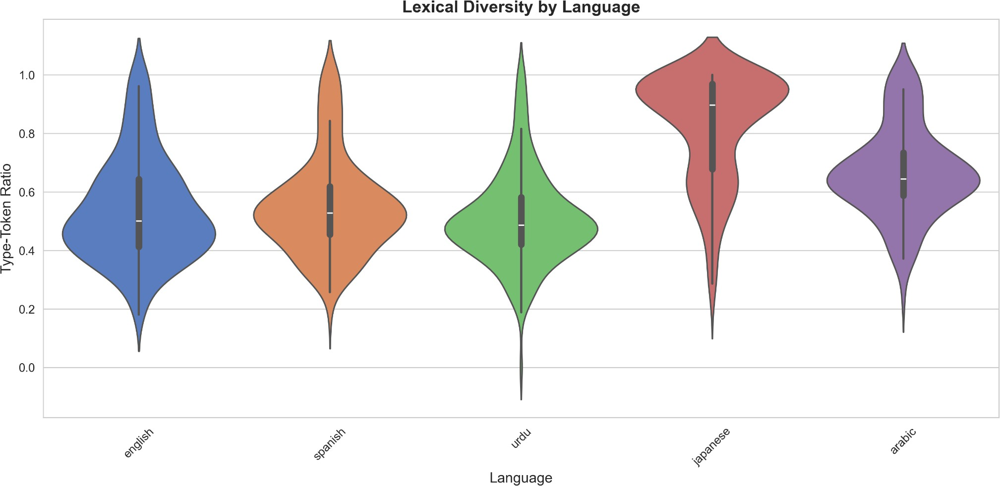 Lexical Diversity by Language
Type-Token Ratio
1.0
0.8
0.6
0.4
0.2
0.0
english
spanish
urdu
japanese
arabic
Language